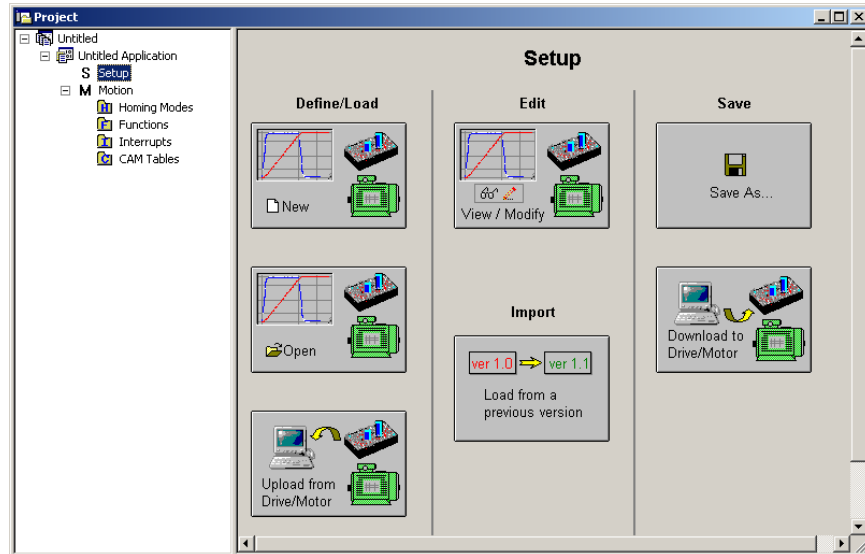 Project
Untitled
Untitled Application
S Setup
M Motion
H Homing Modes
F Functions
I Interrupts
C CAM Tables
Setup
Define/Load
New
Open
Upload from
Drive/Motor
Edit
View / Modify
Import
ver 1.0 ver 1.1
Load from a
previous version
Save
Save As...
Download to
Drive/Motor